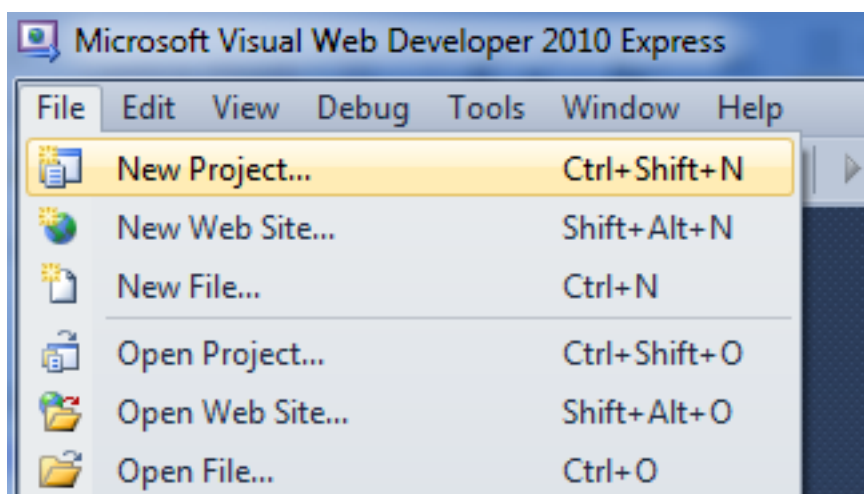 Microsoft Visual Web Developer 2010 Express
File Edit View Debug Tools Window Help
New Project... Ctrl+Shift+N
New Web Site... Shift+Alt+N
New File... Ctrl+N
Open Project... Ctrl+Shift+O
Open Web Site... Shift+Alt+O
Open File... Ctrl+O